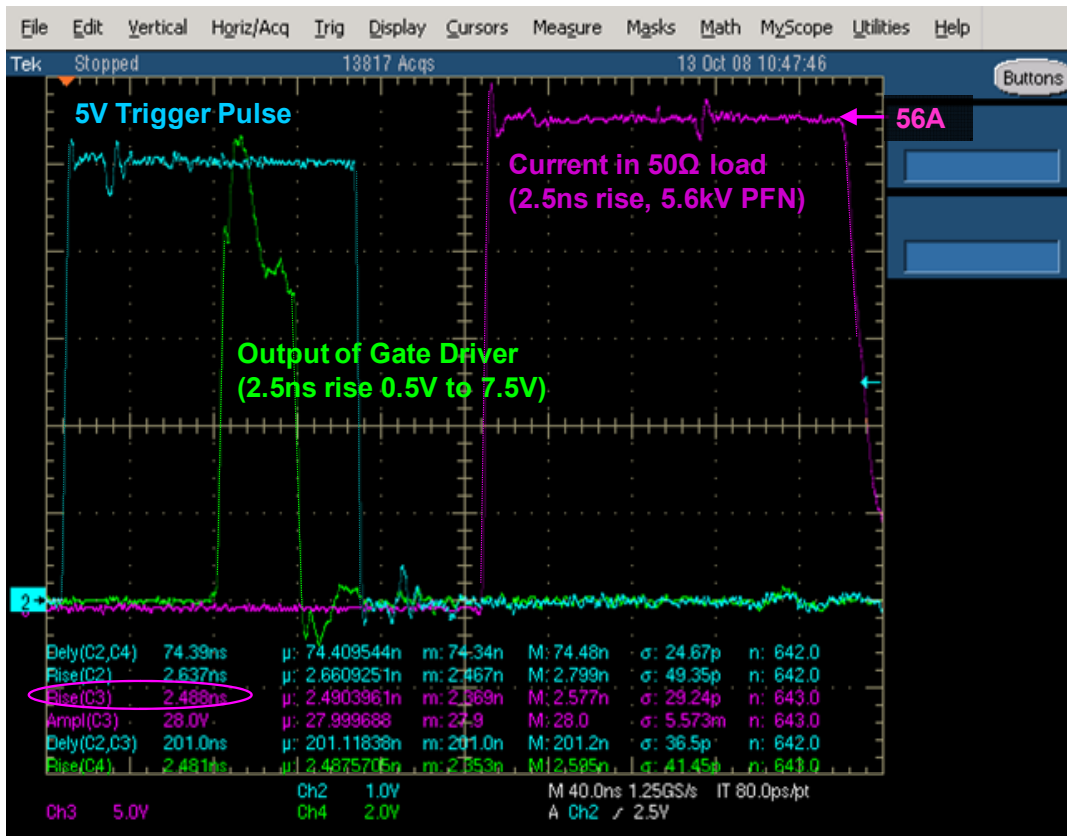 File Edit Vertical Horiz/Acq Trig Display Cursors Measure Masks Math MyScope Utilities Help
Tek Stopped 13817 Acqs 13 Oct 08 10:47:46
Buttons
5V Trigger Pulse
56A
Current in 50Ω load
(2.5ns rise, 5.6kV PFN)
Output of Gate Driver
(2.5ns rise 0.5V to 7.5V)
2
Dely(C2,C4) 74.39ns µ: 74.409544n m: 74.34n M: 74.48n σ: 24.67p n: 642.0
Rise(C2) 2.637ns µ: 2.6609251n m: 2.467n M: 2.799n σ: 49.35p n: 642.0
Rise(C3) 2.488ns µ: 2.4903961n m: 2.369n M: 2.577n σ: 29.24p n: 643.0
Ampl(C3) 28.0V µ: 27.999688 m: 27.9 M: 28.0 σ: 5.573m n: 643.0
Dely(C2,C3) 201.0ns µ: 201.11838n m: 201.0n M: 201.2n σ: 36.5p n: 642.0
Rise(C4) 2.481ns µ: 2.4875705n m: 2.353n M: 2.595n σ: 41.45p n: 643.0
Ch2 1.0V M 40.0ns 1.25GS/s IT 80.0ps/pt
Ch3 5.0V Ch4 2.0V A Ch2 ∕ 2.5V